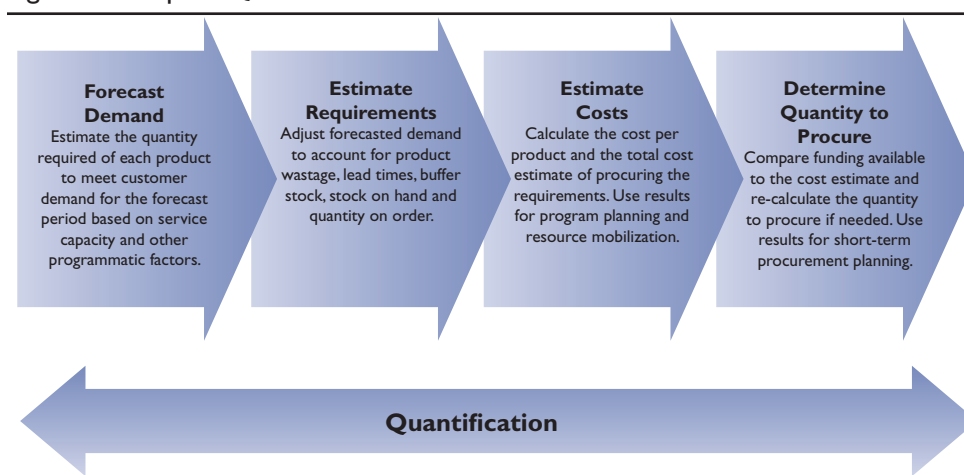 Forecast
Demand
Estimate the quantity
required of each product
to meet customer
demand for the forecast
period based on service
capacity and other
programmatic factors.
Estimate
Requirements
Adjust forecasted demand
to account for product
wastage, lead times, buffer
stock, stock on hand and
quantity on order.
Estimate
Costs
Calculate the cost per
product and the total cost
estimate of procuring the
requirements. Use results
for program planning and
resource mobilization.
Determine
Quantity to
Procure
Compare funding available
to the cost estimate and
re-calculate the quantity
to procure if needed. Use
results for short-term
procurement planning.
Quantification